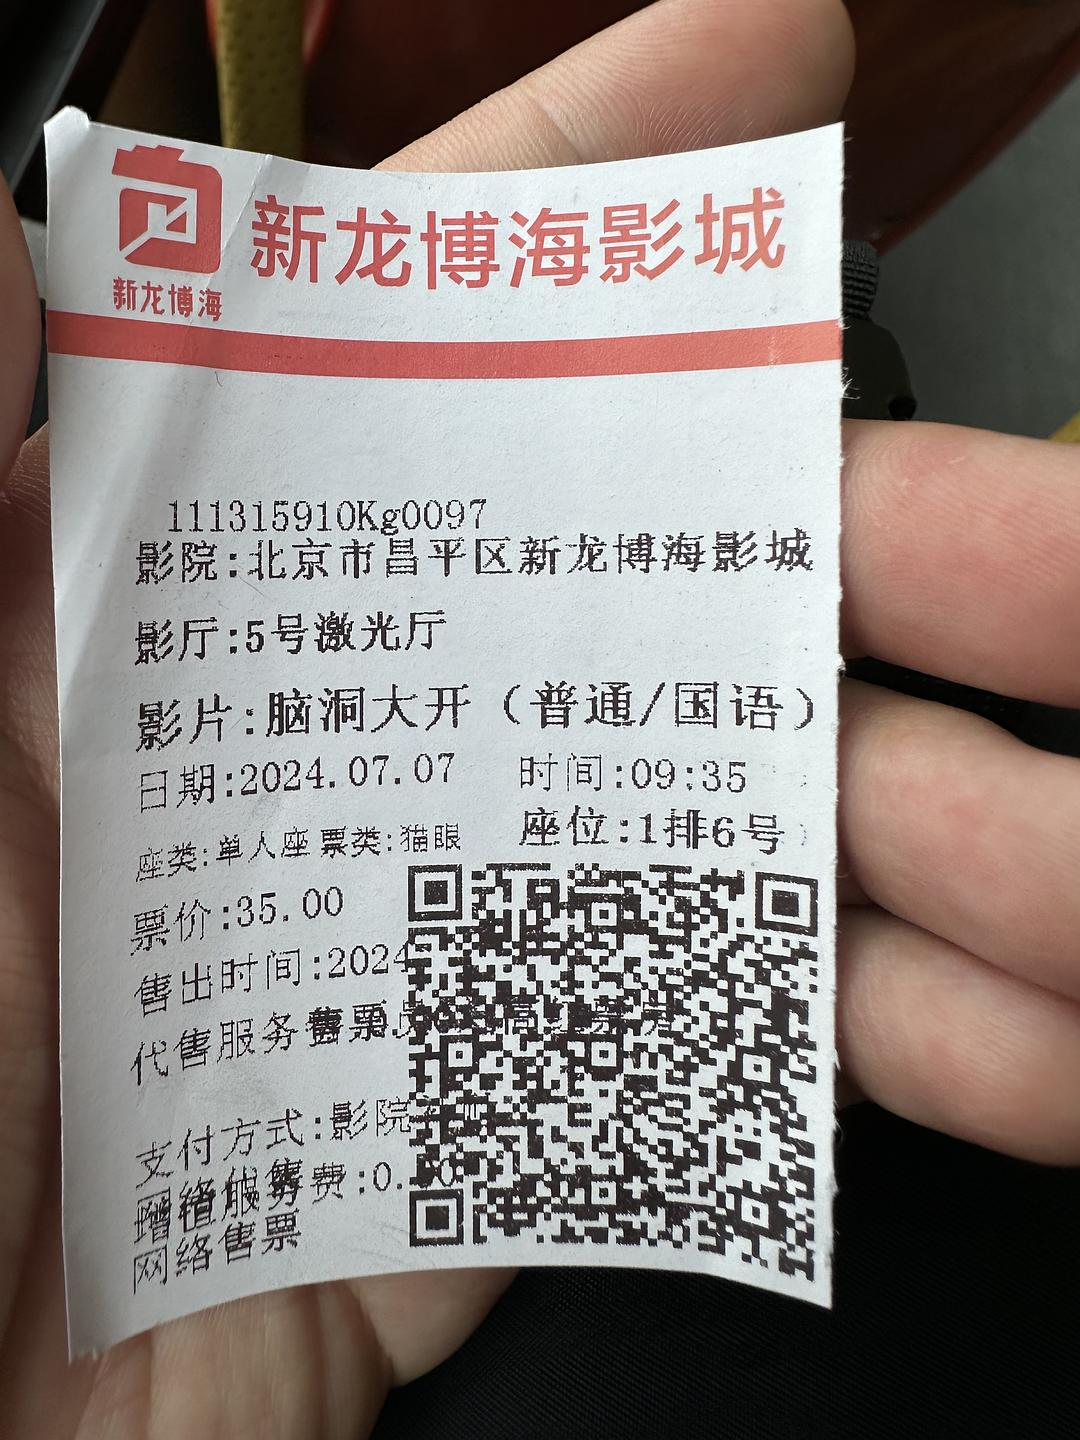 新龙博海影城
新龙博海
111315910Kg0097
影院:北京市昌平区新龙博海影城
影厅:5号激光厅
影片:脑洞大开（普通/国语）
日期:2024.07.07 时间:09:35
座位:1排6号
座类:单人座 票类:猫眼
票价:35.00
售出时间:2024
代售服务
支付方式:影院
费:0.
网络售票